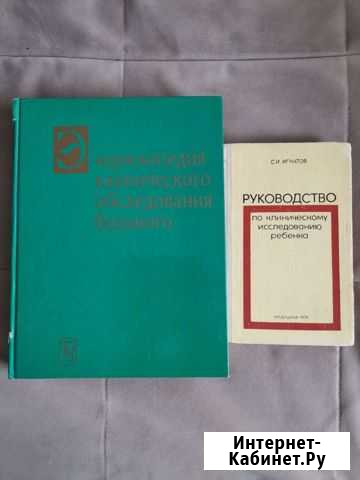 энциклопедия
клинического
обследования
больного
С.И. ИГНАТОВ
РУКОВОДСТВО
ПО КЛИНИЧЕСКОМУ
ИССЛЕДОВАНИЮ
РЕБЕНКА
Интернет-
Кабинет.Ру